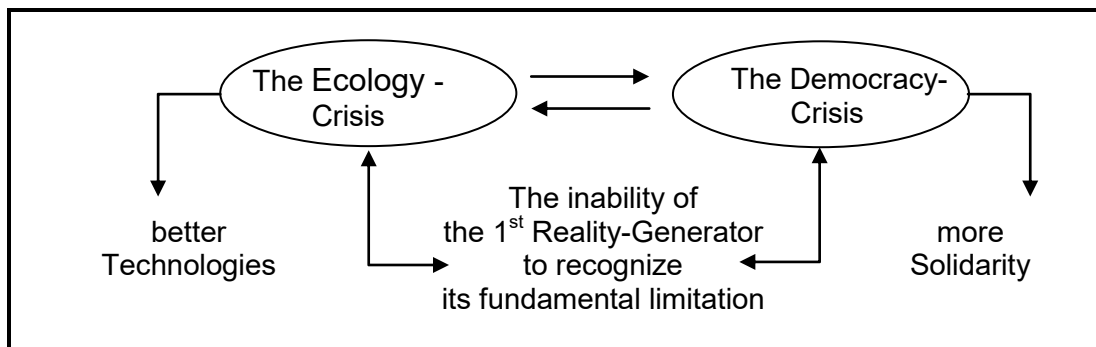 The Ecology -
Crisis
The Democracy-
Crisis
better
Technologies
The inability of
the 1st Reality-Generator
to recognize
its fundamental limitation
more
Solidarity